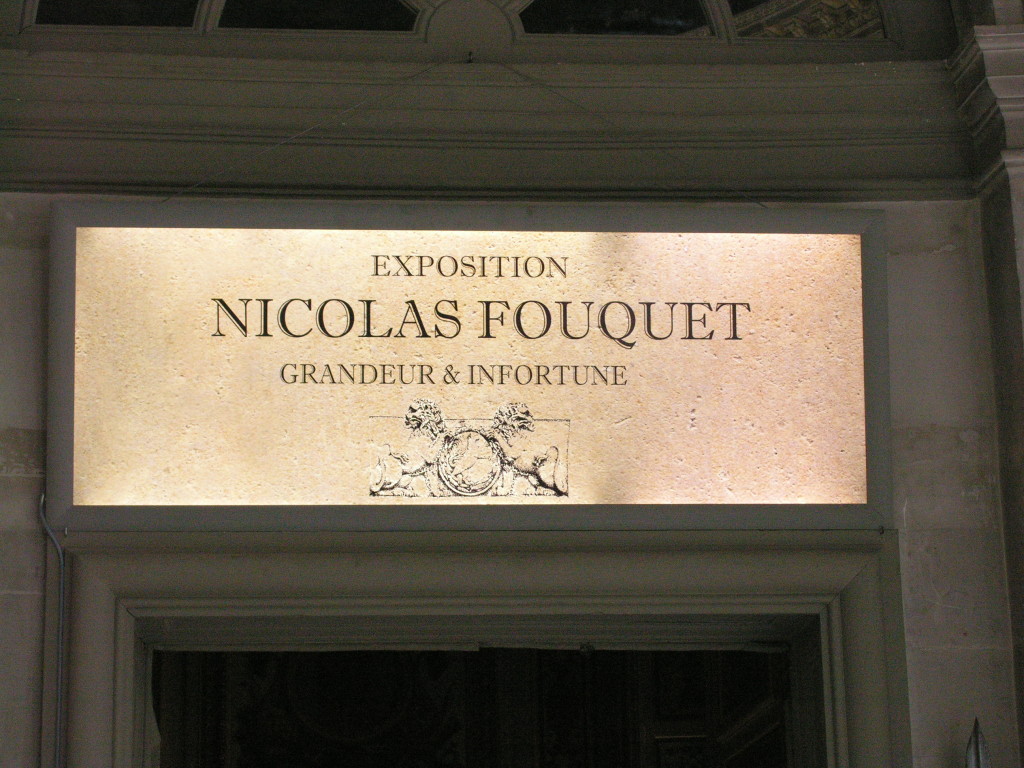 EXPOSITION
NICOLAS FOUQUET
GRANDEUR & INFORTUNE